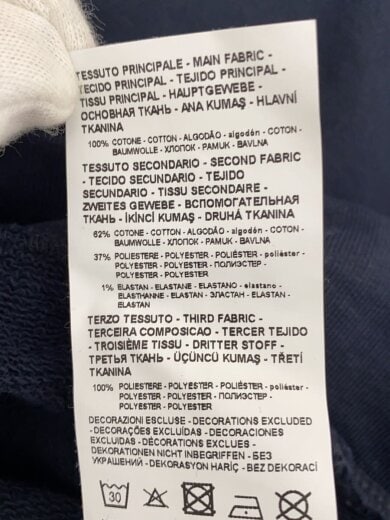 TESSUTO PRINCIPALE - MAIN FABRIC -
TECIDO PRINCIPAL - TEJIDO PRINCIPAL -
TISSU PRINCIPAL - HAUPTGEWEBE -
ОСНОВНАЯ ТКАНЬ - ANA KUMAŞ - HLAVNÍ
TKANINA
100% COTONE - COTTON - ALGODÃO - algodón - COTON -
BAUMWOLLE - ХЛОПОК - PAMUK - BAVLNA
TESSUTO SECONDARIO - SECOND FABRIC
- TECIDO SECUNDARIO - TEJIDO
SECUNDARIO - TISSU SECONDAIRE -
ZWEITES GEWEBE - ВСПОМОГАТЕЛЬНАЯ
ТКАНЬ - İKİNCİ KUMAŞ - DRUHÁ TKANINA
62% COTONE - COTTON - ALGODÃO - algodón - COTON -
BAUMWOLLE - ХЛОПОК - PAMUK - BAVLNA
37% POLIESTERE - POLYESTER - POLIÉSTER - poliéster -
POLYESTER - POLYESTER - ПОЛИЭСТЕР -
POLYESTER - POLYESTER
1% ELASTAN - ELASTANE - ELASTANO - elastano -
ELASTHANNE - ELASTAN - ЭЛАСТАН - ELASTAN -
ELASTAN
TERZO TESSUTO - THIRD FABRIC -
TERCEIRA COMPOSICAO - TERCER TEJIDO
- TROISIÈME TISSU - DRITTER STOFF -
ТРЕТЬЯ ТКАНЬ - ÜÇÜNCÜ KUMAŞ - TŘETÍ
TKANINA
100% POLIESTERE - POLYESTER - POLIÉSTER - poliéster -
POLYESTER - POLYESTER - ПОЛИЭСТЕР -
POLYESTER - POLYESTER
DECORAZIONI ESCLUSE - DECORATIONS EXCLUDED
- DECORAÇÕES EXCLUÍDAS - DECORACIONES
EXCLUIDAS - DÉCORATIONS EXCLUES -
DEKORATIONEN NICHT INBEGRIFFEN - БЕЗ
УКРАШЕНИЙ - DEKORASYON HARİÇ - BEZ DEKORACÍ
30